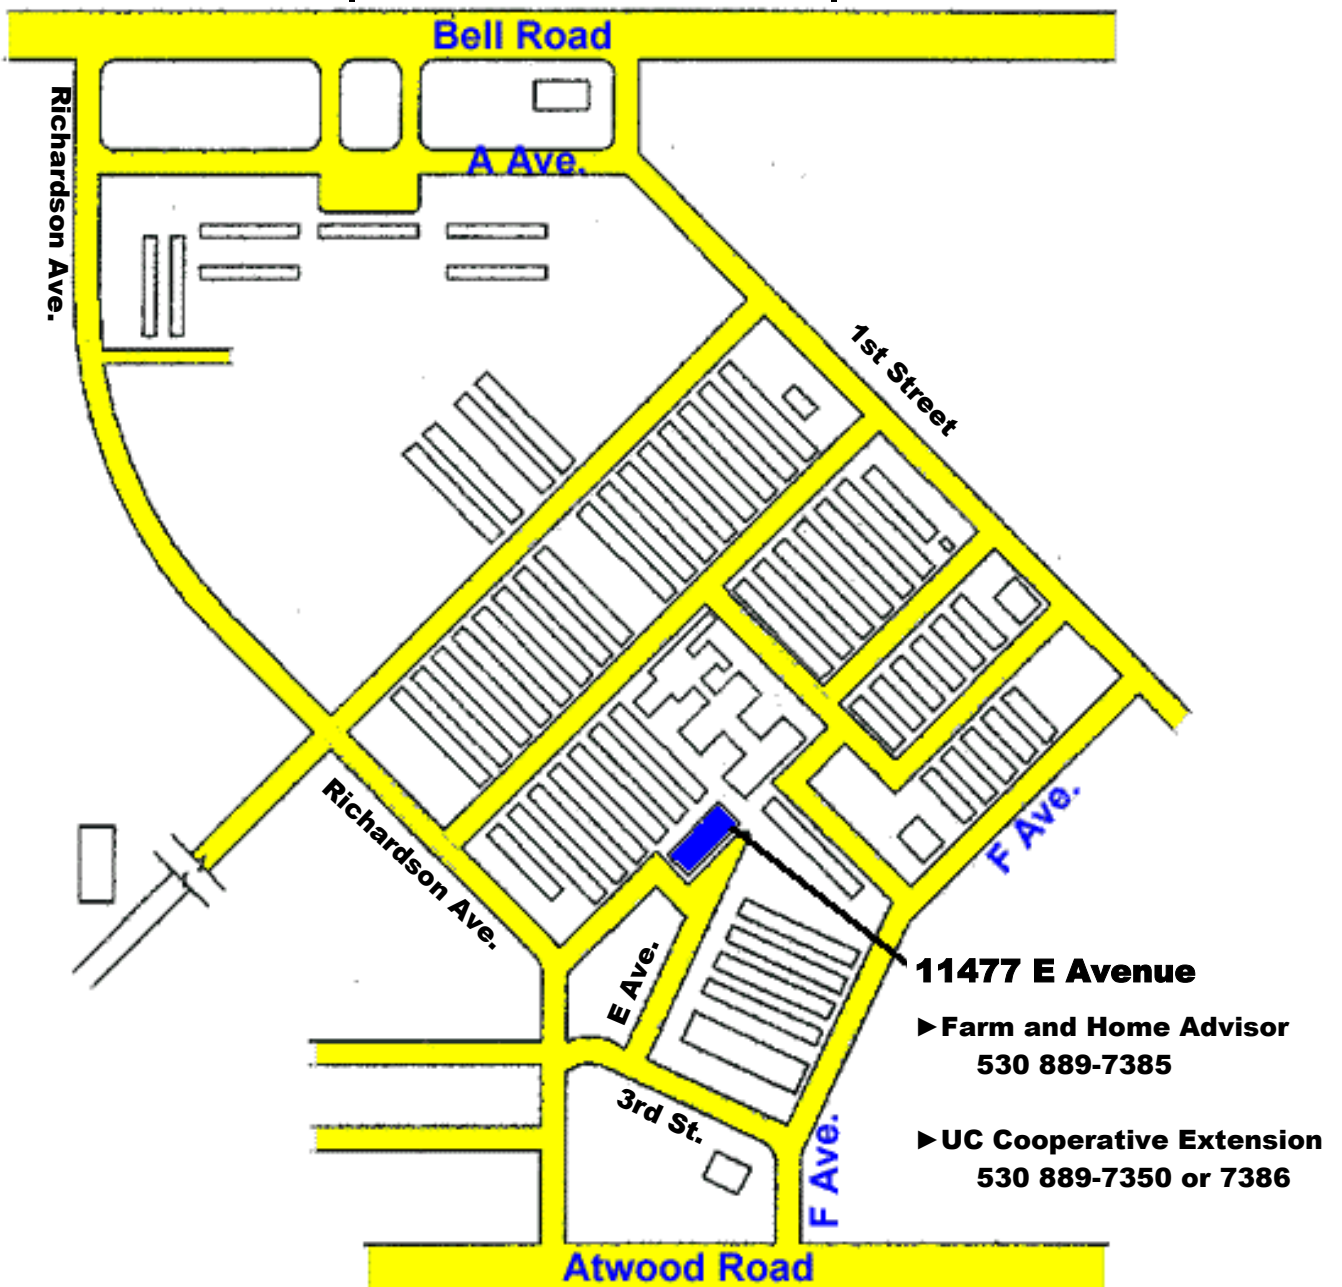 Bell Road
Richardson Ave.
A Ave.
1st Street
Richardson Ave.
F Ave.
E Ave.
11477 E Avenue
►Farm and Home Advisor
530 889-7385
3rd St.
F Ave.
►UC Cooperative Extension
530 889-7350 or 7386
Atwood Road